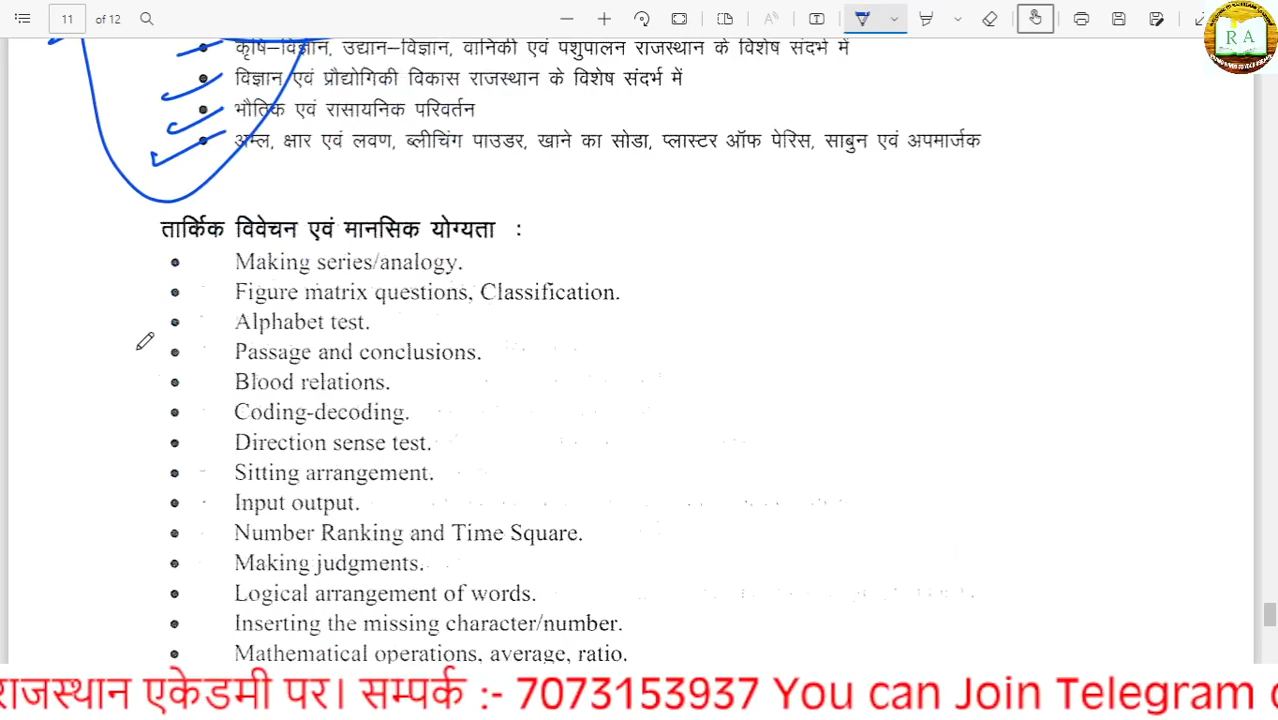 11 of 12
R A
कृषि–विज्ञान, उद्यान–विज्ञान, वानिकी एवं पशुपालन राजस्थान के विशेष संदर्भ में
विज्ञान एवं प्रौद्योगिकी विकास राजस्थान के विशेष संदर्भ में
भौतिक एवं रासायनिक परिवर्तन
अम्ल, क्षार एवं लवण, ब्लीचिंग पाउडर, खाने का सोडा, प्लास्टर ऑफ पेरिस, साबुन एवं अपमार्जक
तार्किक विवेचन एवं मानसिक योग्यता :
Making series/analogy.
Figure matrix questions, Classification.
Alphabet test.
Passage and conclusions.
Blood relations.
Coding-decoding.
Direction sense test.
Sitting arrangement.
Input output.
Number Ranking and Time Square.
Making judgments.
Logical arrangement of words.
Inserting the missing character/number.
Mathematical operations, average, ratio.
राजस्थान एकेडमी पर। सम्पर्क :- 7073153937 You can Join Telegram